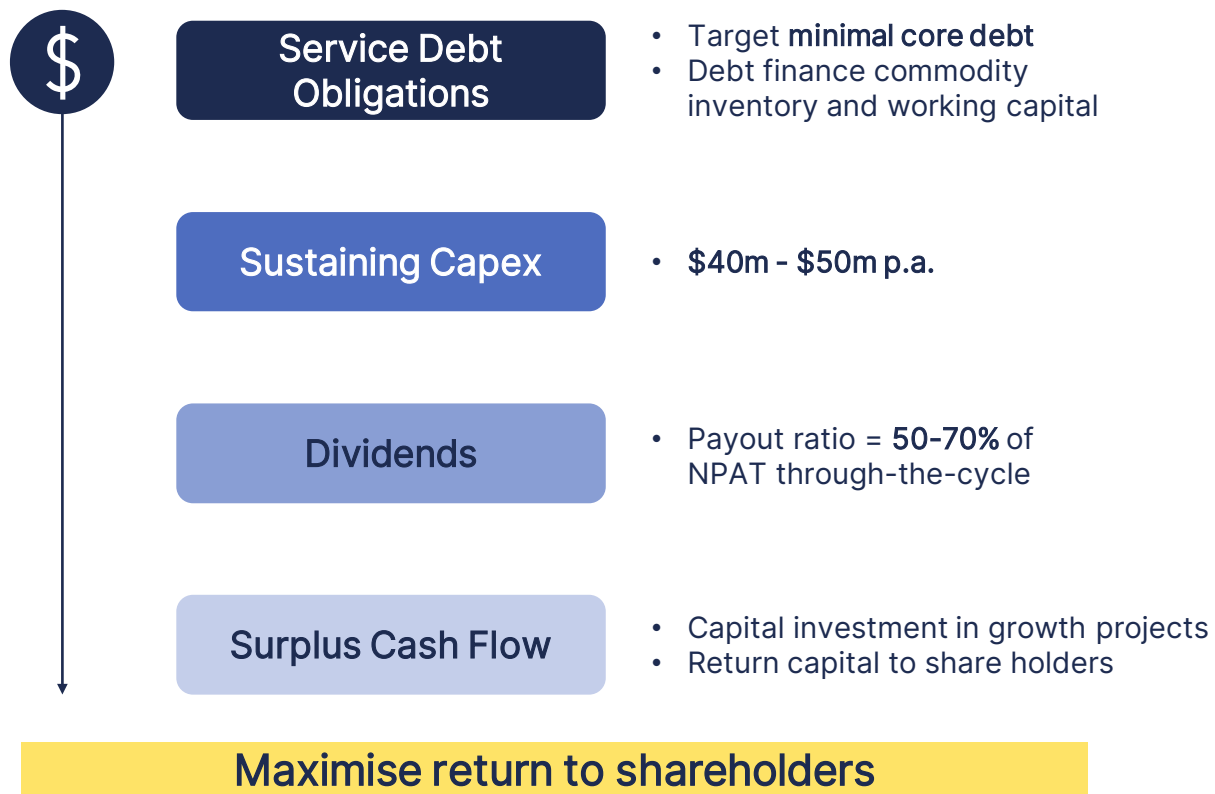 $
Service Debt
Obligations
• Target minimal core debt
• Debt finance commodity
inventory and working capital
Sustaining Capex
• $40m - $50m p.a.
Dividends
• Payout ratio = 50-70% of
NPAT through-the-cycle
Surplus Cash Flow
• Capital investment in growth projects
• Return capital to share holders
Maximise return to shareholders